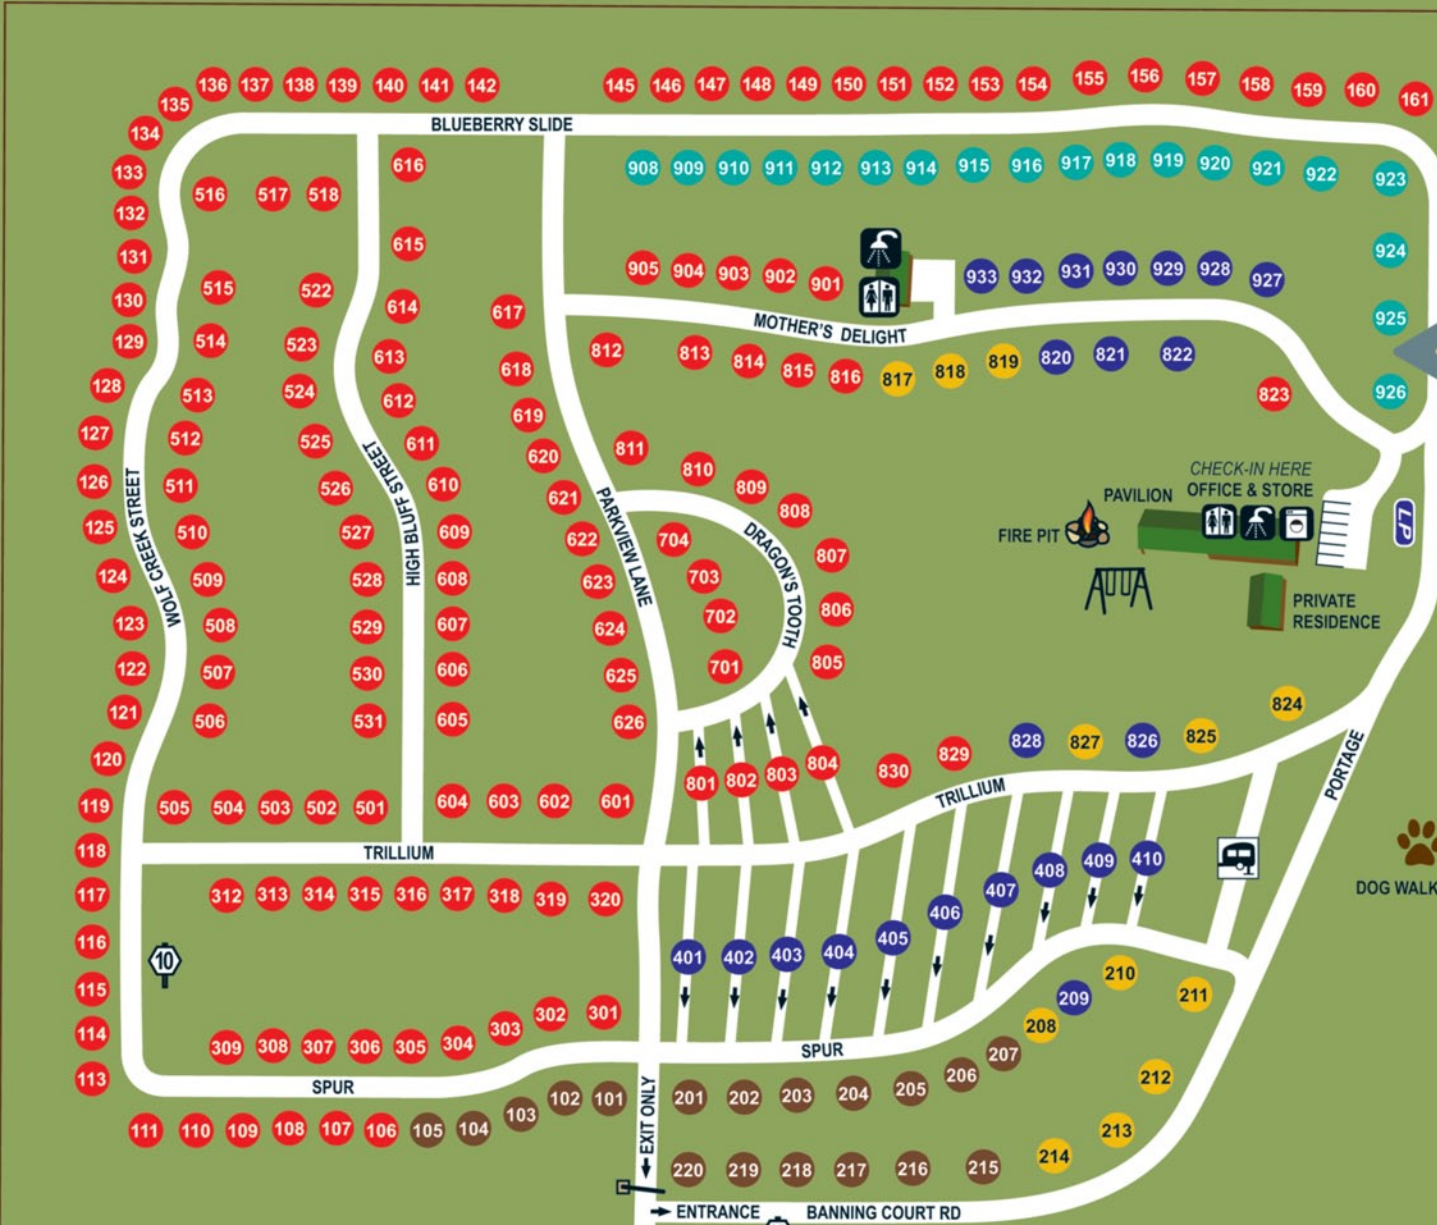 136 137 138 139 140 141 142 145 146 147 148 149 150 151 152 153 154 155 156 157 158 159 160 161
135
134
BLUEBERRY SLIDE
133
616
908 909 910 911 912 913 914 915 916 917 918 919 920 921 922 923
516 517 518
132
615
131
924
905 904 903 902 901
933 932 931 930 929 928 927
515 522
130
614
617
925
MOTHER'S DELIGHT
129
514 523
613
618
812 813 814 815 816 817 818 819 820 821 822
823
926
128
513 524
612
619
127
512 525
611
620
811 810 809 808
126
511 526
610
621
CHECK-IN HERE
OFFICE & STORE
PAVILION
FIRE PIT
LP
WOLF CREEK STREET
HIGH BLUFF STREET
PARKVIEW LANE
DRAGON'S TOOTH
125
510 527
609
622
704
807
124
509 528
608
623
703
806
PRIVATE
RESIDENCE
123
508 529
607
624
702
122
507 530
606
625
701
805
121
506 531
605
626
824
828 827 826 825
829
830
120
801 802 803 804
PORTAGE
TRILLIUM
119
505 504 503 502 501
604 603 602 601
118
TRILLIUM
DOG WALK
117
312 313 314 315 316 317 318 319 320
401 402 403 404 405 406 407 408 409 410
116
10
115
210
211
209
208
114
309 308 307 306 305 304 303 302 301
SPUR
207
206
113
SPUR
212
111 110 109 108 107 106 105 104 103 102 101
201 202 203 204 205
213
EXIT ONLY
220 219 218 217 216 215 214
ENTRANCE
BANNING COURT RD